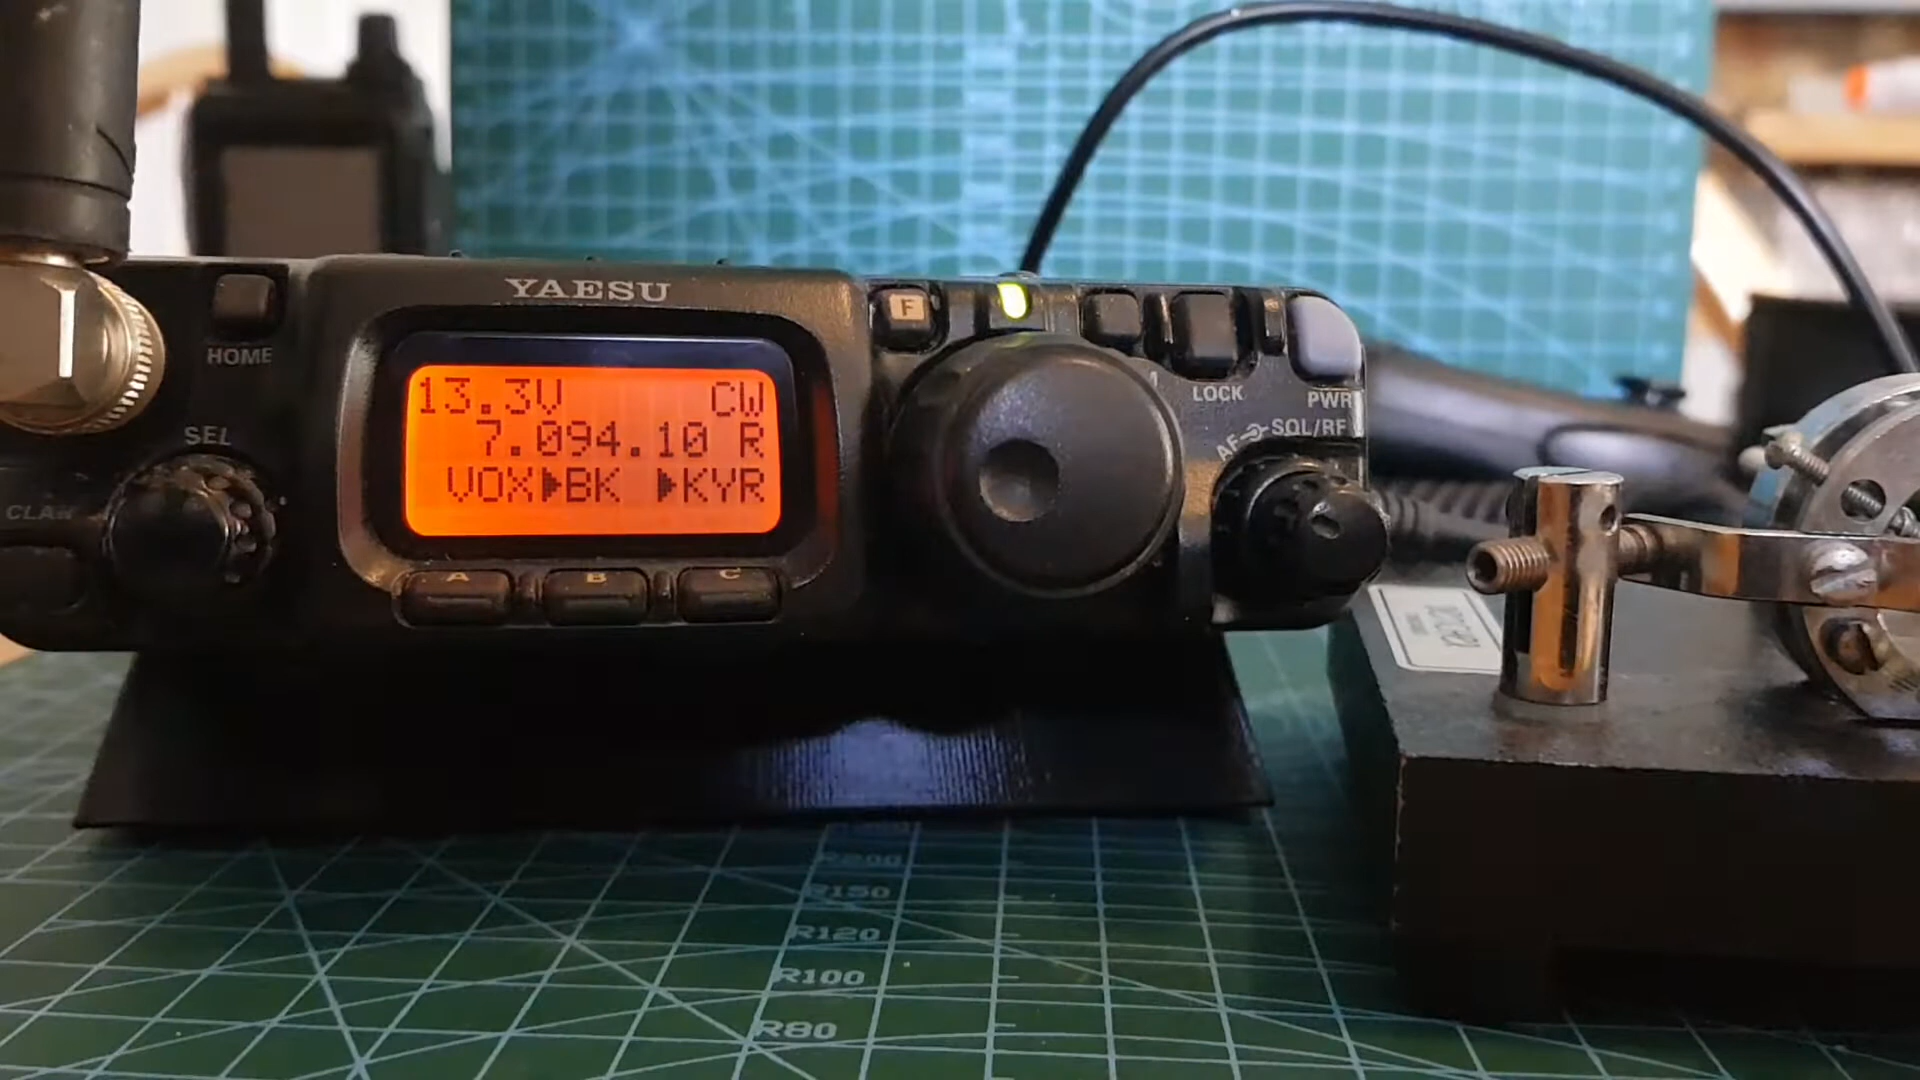 YAESU
F
HOME
LOCK
PWR
13.3V CW
7.094.10 R
VOX▶BK ▶KYR
SEL
AF SQL/RF
CLAR
A B C
R200
R150
R120
R100
R80